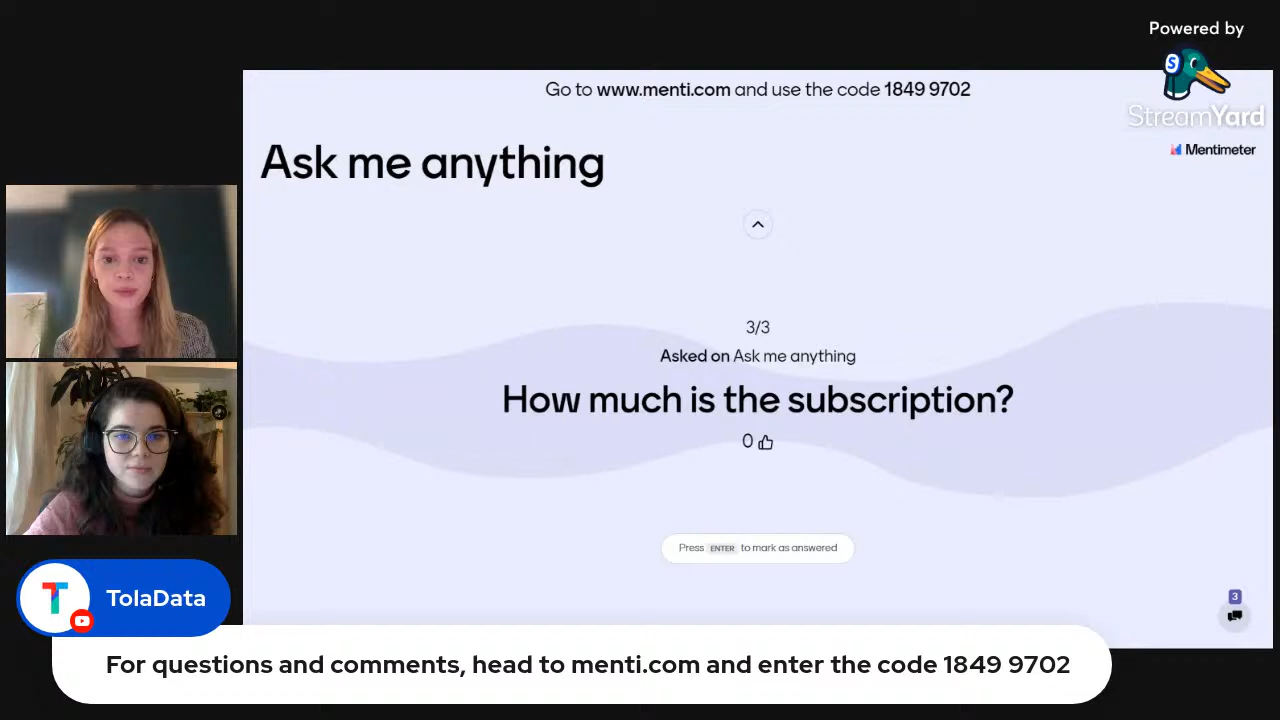 Powered by
StreamYard
Go to www.menti.com and use the code 1849 9702
Mentimeter
Ask me anything
3/3
Asked on Ask me anything
How much is the subscription?
0
Press ENTER to mark as answered
3
T TolaData
For questions and comments, head to menti.com and enter the code 1849 9702